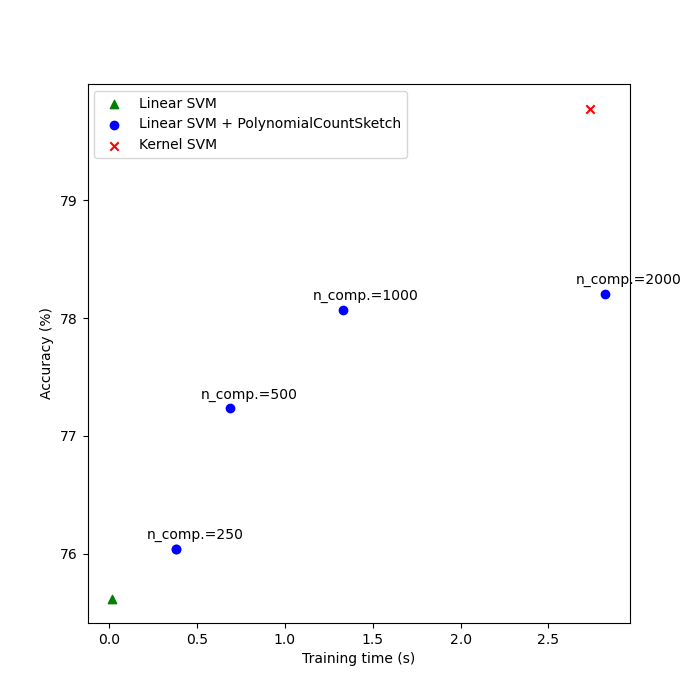 Linear SVM
Linear SVM + PolynomialCountSketch
Kernel SVM
79
n_comp.=2000
n_comp.=1000
78
Accuracy (%)
n_comp.=500
77
n_comp.=250
76
0.0 0.5 1.0 1.5 2.0 2.5
Training time (s)